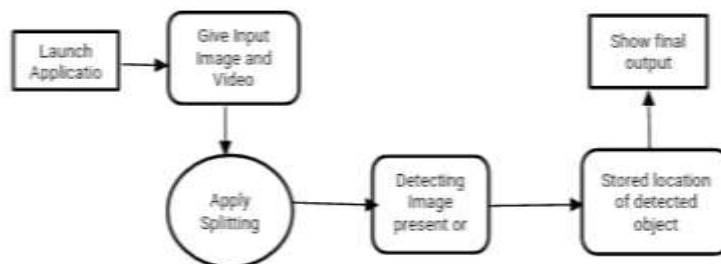 Launch
Applicatio
Give Input
Image and
Video
Apply
Splitting
Detecting
Image
present or
Stored location
of detected
object
Show final
output